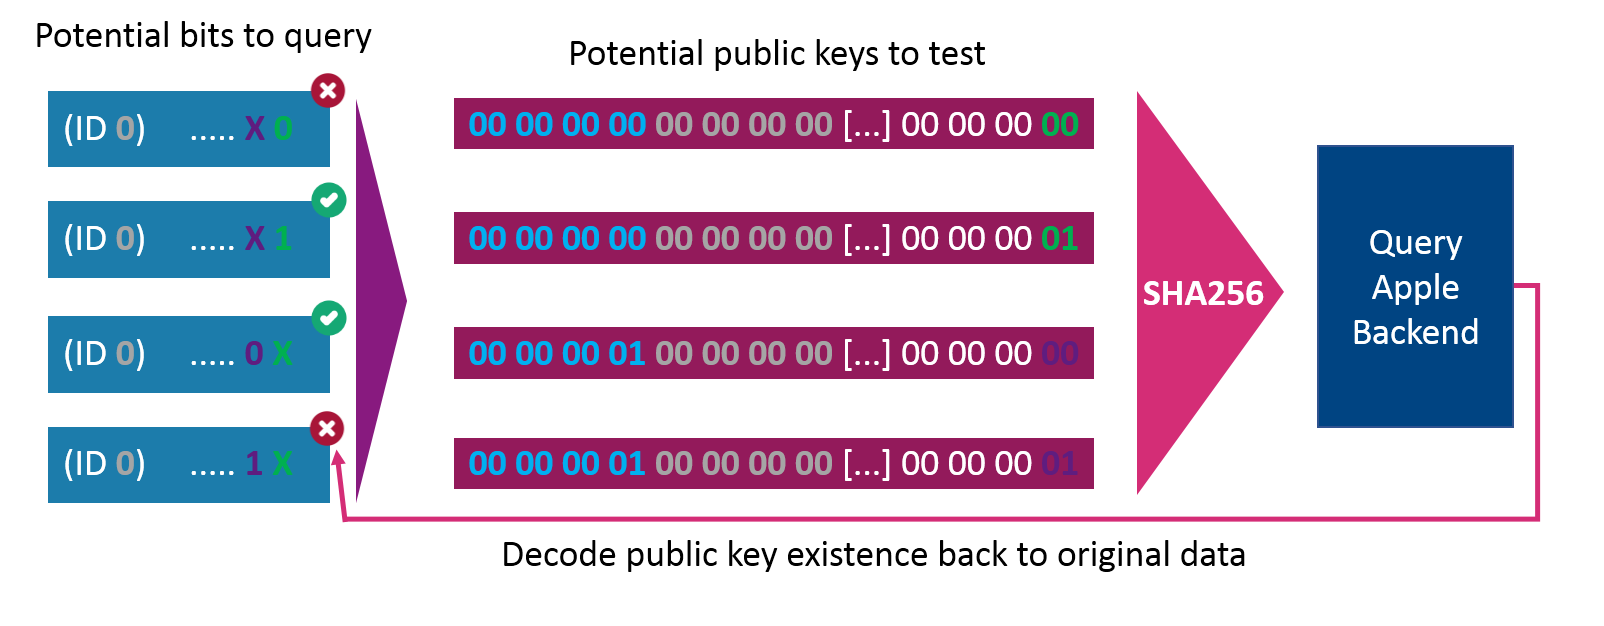 Potential bits to query
Potential public keys to test
(ID 0) ..... X 0
00 00 00 00 00 00 00 00 [...] 00 00 00 00
(ID 0) ..... X 1
00 00 00 00 00 00 00 00 [...] 00 00 00 01
(ID 0) ..... 0 X
00 00 00 01 00 00 00 00 [...] 00 00 00 00
(ID 0) ..... 1 X
00 00 00 01 00 00 00 00 [...] 00 00 00 01
SHA256
Query
Apple
Backend
Decode public key existence back to original data